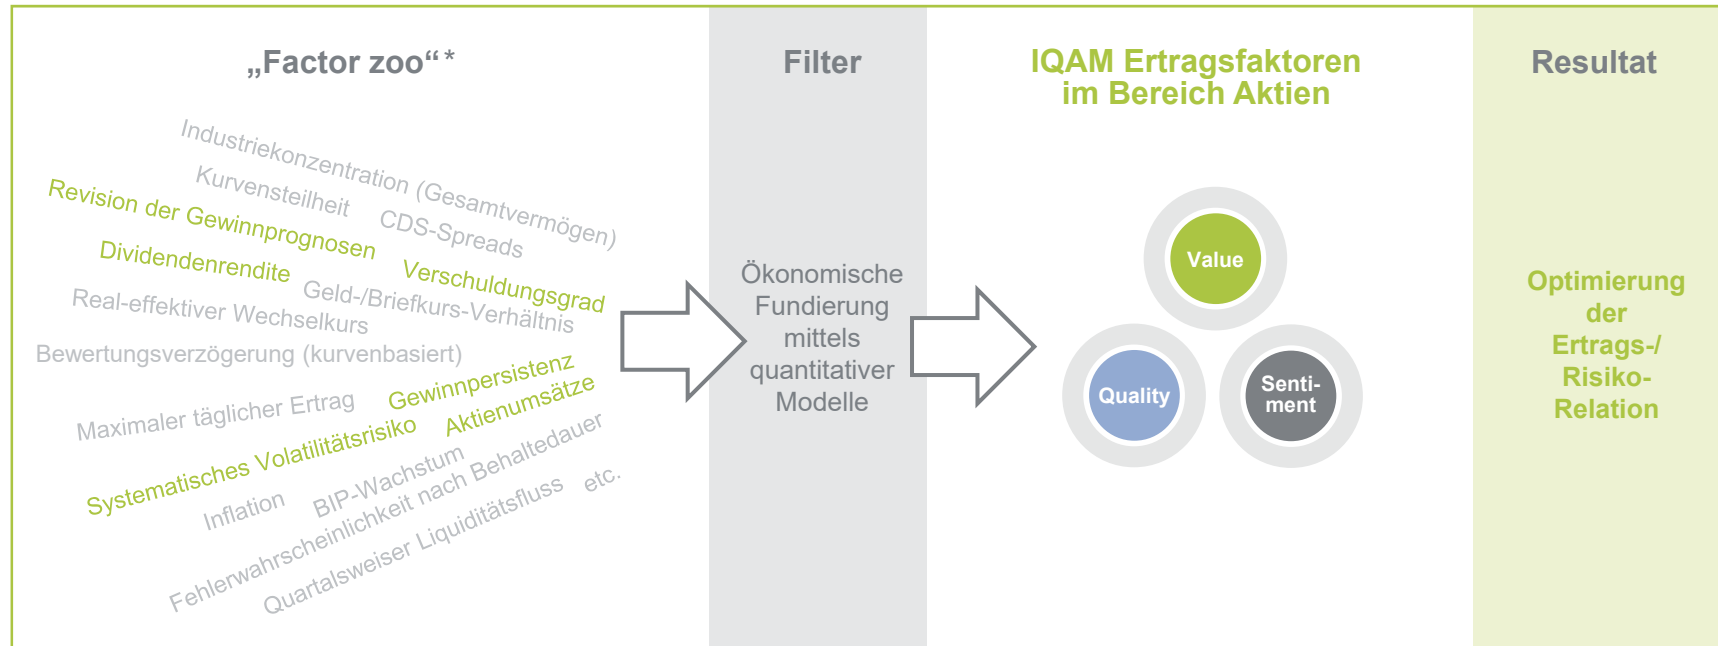 „Factor zoo“ *
Industriekonzentration (Gesamtvermögen)
Kurvensteilheit
CDS-Spreads
Revision der Gewinnprognosen
Dividendenrendite
Verschuldungsgrad
Geld-/Briefkurs-Verhältnis
Real-effektiver Wechselkurs
Bewertungsverzögerung (kurvenbasiert)
Maximaler täglicher Ertrag
Gewinnpersistenz
Systematisches Volatilitätsrisiko
Aktienumsätze
Inflation
BIP-Wachstum
Fehlerwahrscheinlichkeit nach Behaltedauer
Quartalsweiser Liquiditätsfluss
etc.
Filter
Ökonomische
Fundierung
mittels
quantitativer
Modelle
IQAM Ertragsfaktoren
im Bereich Aktien
Value
Quality
Senti-
ment
Resultat
Optimierung
der
Ertrags-/
Risiko-
Relation